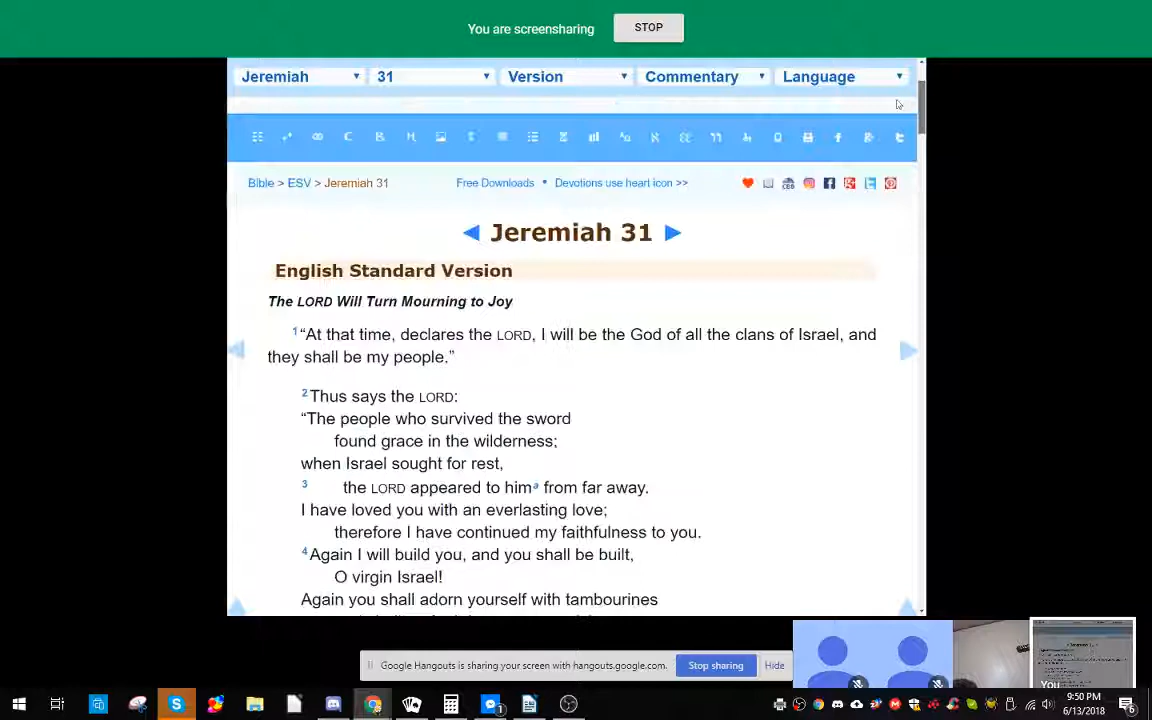 You are screensharing STOP
Jeremiah 31 Version Commentary Language
Bible > ESV > Jeremiah 31 Free Downloads • Devotions use heart icon >>
Jeremiah 31
English Standard Version
The LORD Will Turn Mourning to Joy
1“At that time, declares the LORD, I will be the God of all the clans of Israel, and
they shall be my people.”
2Thus says the LORD:
“The people who survived the sword
found grace in the wilderness;
when Israel sought for rest,
3 the LORD appeared to hima from far away.
I have loved you with an everlasting love;
therefore I have continued my faithfulness to you.
4Again I will build you, and you shall be built,
O virgin Israel!
Again you shall adorn yourself with tambourines
Google Hangouts is sharing your screen with hangouts.google.com. Stop sharing Hide
You
9:50 PM
6/13/2018